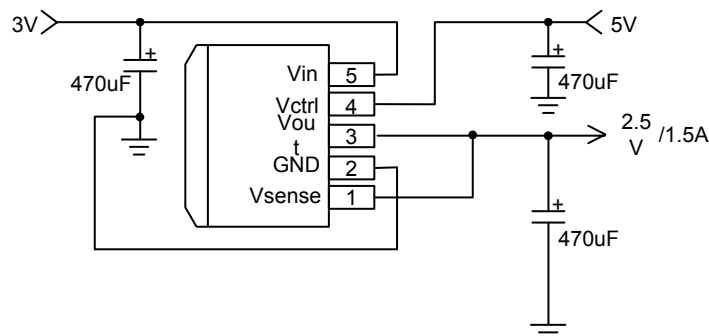 3V
5V
+
470uF
+
470uF
Vin 5
Vctrl 4
Vou
t
3
GND 2
Vsense 1
2.5
V
/1.5A
+
470uF